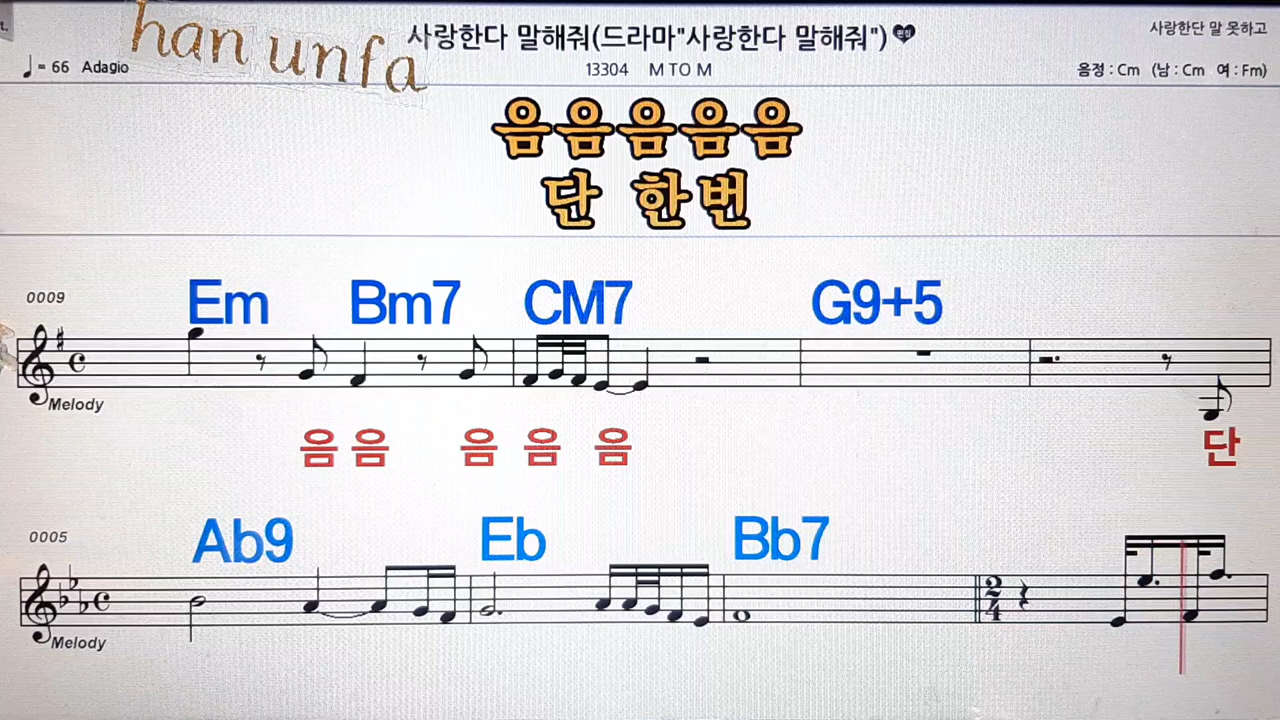 han unfa
사랑한다 말해줘(드라마"사랑한다 말해줘")
사랑한단 말 못하고
♩= 66 Adagio
13304 M TO M
음정 : Cm (남 : Cm 여 : Fm)
음음음음음
단 한번
0009
Em Bm7 CM7 G9+5
Melody
음 음 음 음 음 단
0005
Ab9 Eb Bb7
2
4
Melody